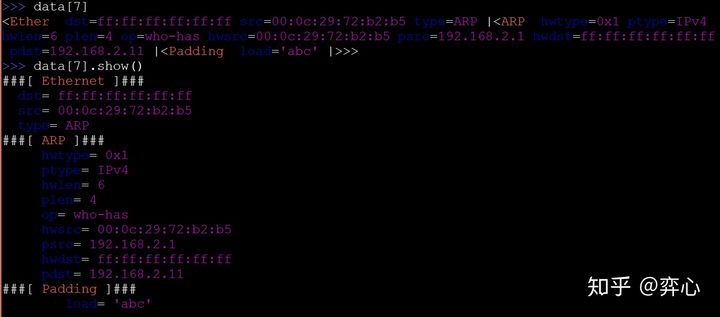 >>> data[7]
<Ether  dst=ff:ff:ff:ff:ff:ff src=00:0c:29:72:b2:b5 type=ARP |<ARP  hwtype=0x1 ptype=IPv4
hwlen=6 plen=4 op=who-has hwsrc=00:0c:29:72:b2:b5 psrc=192.168.2.1 hwdst=ff:ff:ff:ff:ff:ff
pdst=192.168.2.11 |<Padding  load='abc' |>>>
>>> data[7].show()
###[ Ethernet ]###
dst= ff:ff:ff:ff:ff:ff
src= 00:0c:29:72:b2:b5
type= ARP
###[ ARP ]###
hwtype= 0x1
ptype= IPv4
hwlen= 6
plen= 4
op= who-has
hwsrc= 00:0c:29:72:b2:b5
psrc= 192.168.2.1
hwdst= ff:ff:ff:ff:ff:ff
pdst= 192.168.2.11
###[ Padding ]###
load= 'abc'
知乎 @弈心